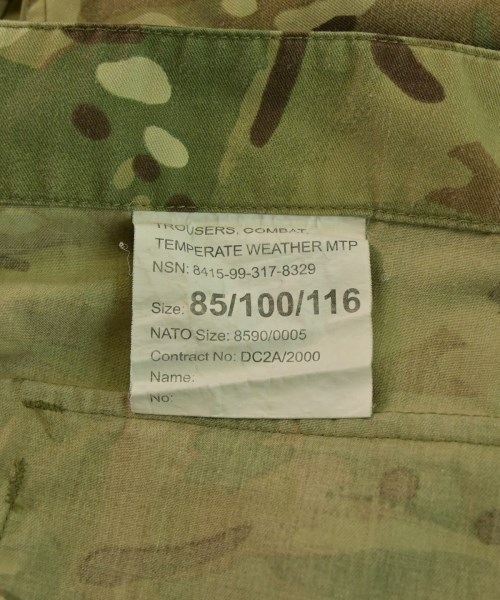 TROUSERS, COMBAT
TEMPERATE WEATHER MTP
NSN: 8415-99-317-8329
Size: 85/100/116
NATO Size: 8590/0005
Contract No: DC2A/2000
Name:
No: